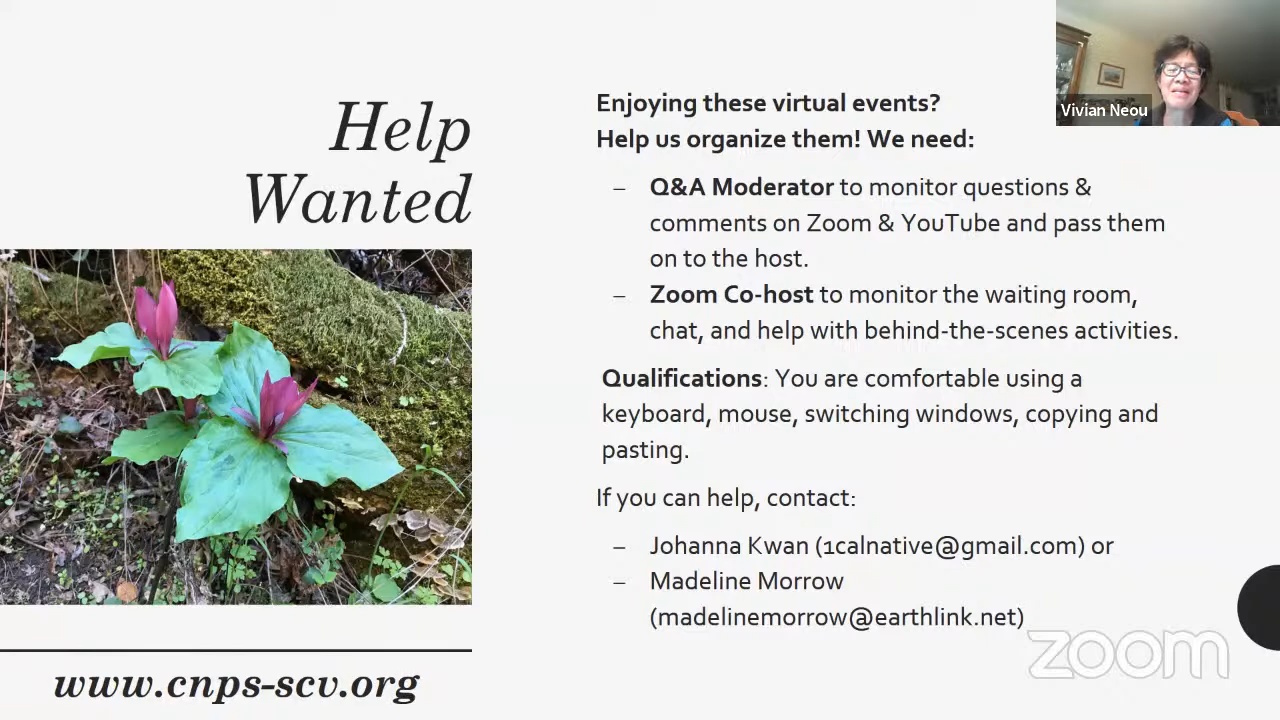 Help
Wanted
www.cnps-scv.org
Enjoying these virtual events?
Help us organize them! We need:
– Q&A Moderator to monitor questions &
comments on Zoom & YouTube and pass them
on to the host.
– Zoom Co-host to monitor the waiting room,
chat, and help with behind-the-scenes activities.
Qualifications: You are comfortable using a
keyboard, mouse, switching windows, copying and
pasting.
If you can help, contact:
– Johanna Kwan (1calnative@gmail.com) or
– Madeline Morrow
(madelinemorrow@earthlink.net)
Vivian Neou
zoom